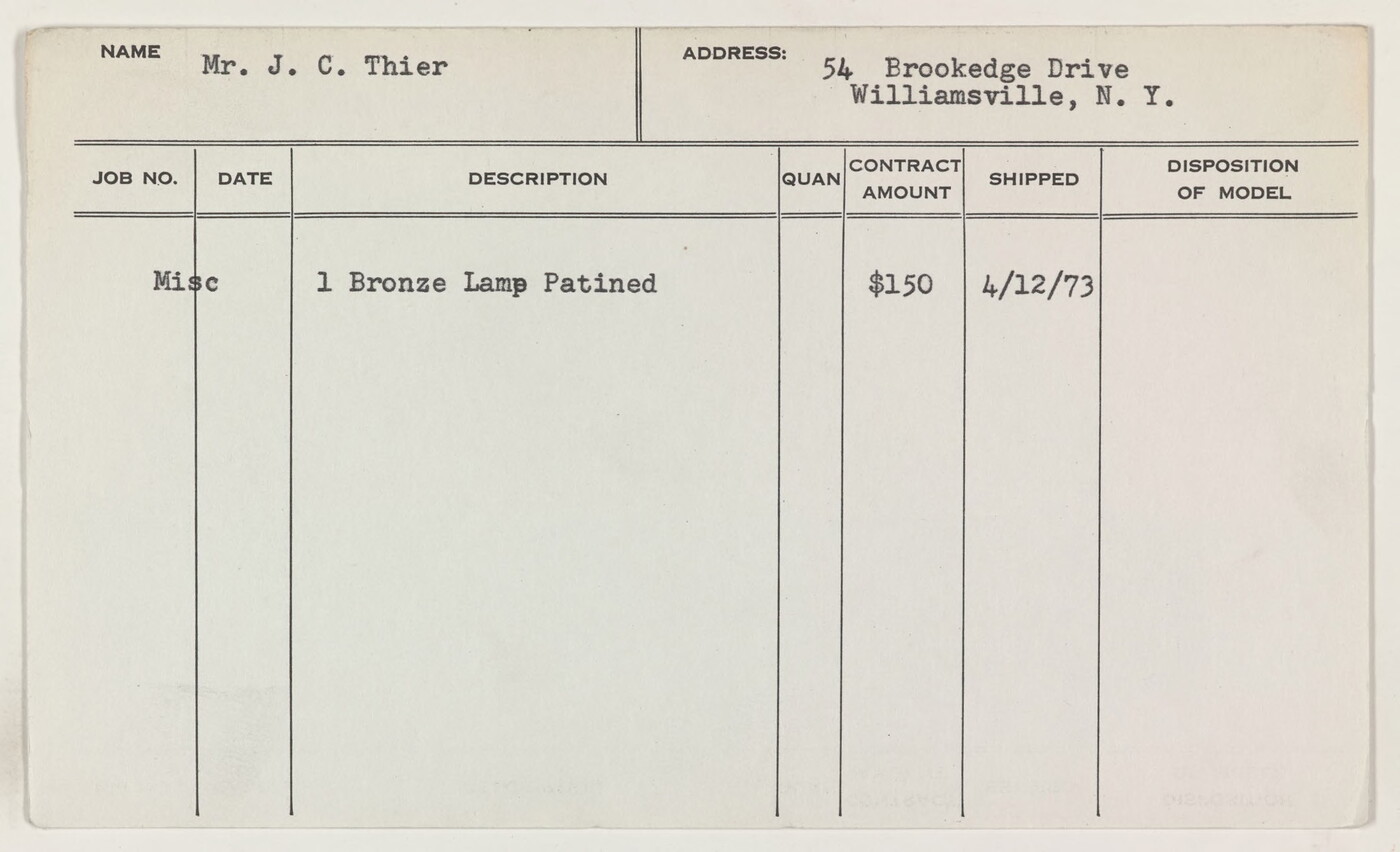 NAME Mr. J. C. Thier
ADDRESS: 54 Brookedge Drive
Williamsville, N. Y.
JOB NO. DATE DESCRIPTION QUAN CONTRACT AMOUNT SHIPPED DISPOSITION OF MODEL
Misc 1 Bronze Lamp Patined $150 4/12/73